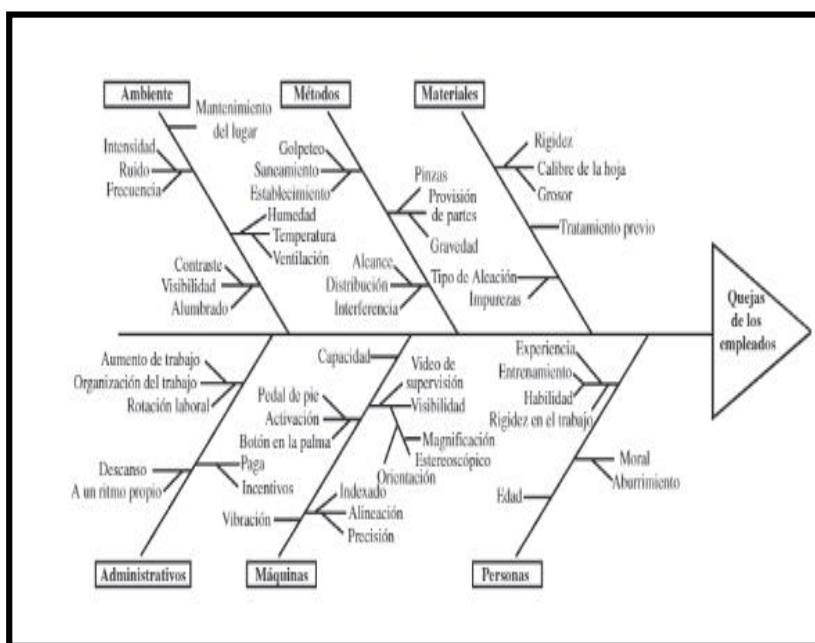 Ambiente
Métodos
Materiales
Mantenimiento
del lugar
Intensidad
Ruido
Frecuencia
Humedad
Temperatura
Ventilación
Contraste
Visibilidad
Alumbrado
Golpeteo
Saneamiento
Establecimiento
Pinzas
Provisión
de partes
Gravedad
Alcance
Distribución
Interferencia
Rigidez
Calibre de la hoja
Grosor
Tratamiento previo
Tipo de Aleación
Impurezas
Quejas
de los
empleados
Aumento de trabajo
Organización del trabajo
Rotación laboral
Descanso
A un ritmo propio
Paga
Incentivos
Capacidad
Pedal de pie
Activación
Botón en la palma
Video de
supervisión
Visibilidad
Magnificación
Estereoscópico
Orientación
Indexado
Alineación
Precisión
Vibración
Experiencia
Entrenamiento
Habilidad
Rigidez en el trabajo
Moral
Aburrimiento
Edad
Administrativos
Máquinas
Personas